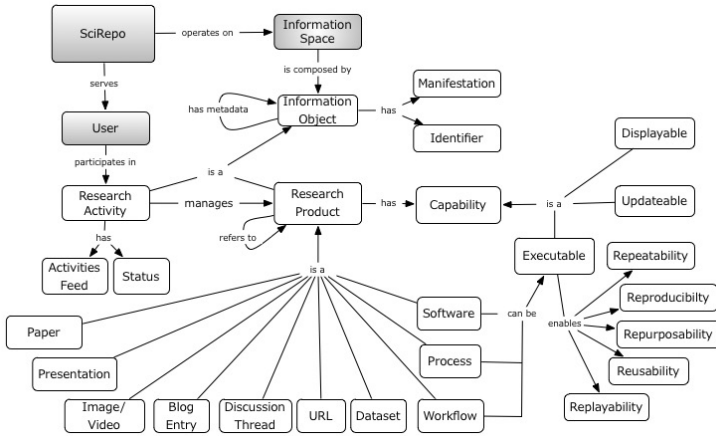 SciRepo
operates on
Information
Space
serves
is composed by
User
has metadata
Information
Object
has
Manifestation
Identifier
participates in
is a
Displayable
Research
Activity
manages
Research
Product
has
Capability
is a
Updateable
refers to
has
Activities
Feed
Status
is a
Executable
Repeatability
Reproducibilty
Repurposability
Reusability
Replayability
enables
Software
can be
Process
Paper
Presentation
Image/
Video
Blog
Entry
Discussion
Thread
URL
Dataset
Workflow